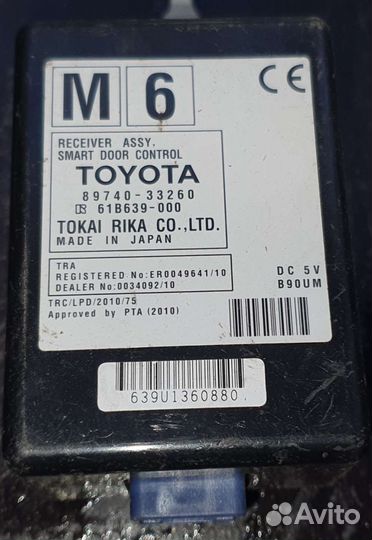 M 6
CE
RECEIVER ASSY,
SMART DOOR CONTROL
TOYOTA
89740-33260
61B639-000
TOKAI RIKA CO.,LTD.
MADE IN JAPAN
TRA
REGISTERED No:ER0049641/10
DEALER No:0034092/10
DC 5V
B90UM
TRC/LPD/2010/75
Approved by PTA (2010)
639U1360880.
Avito